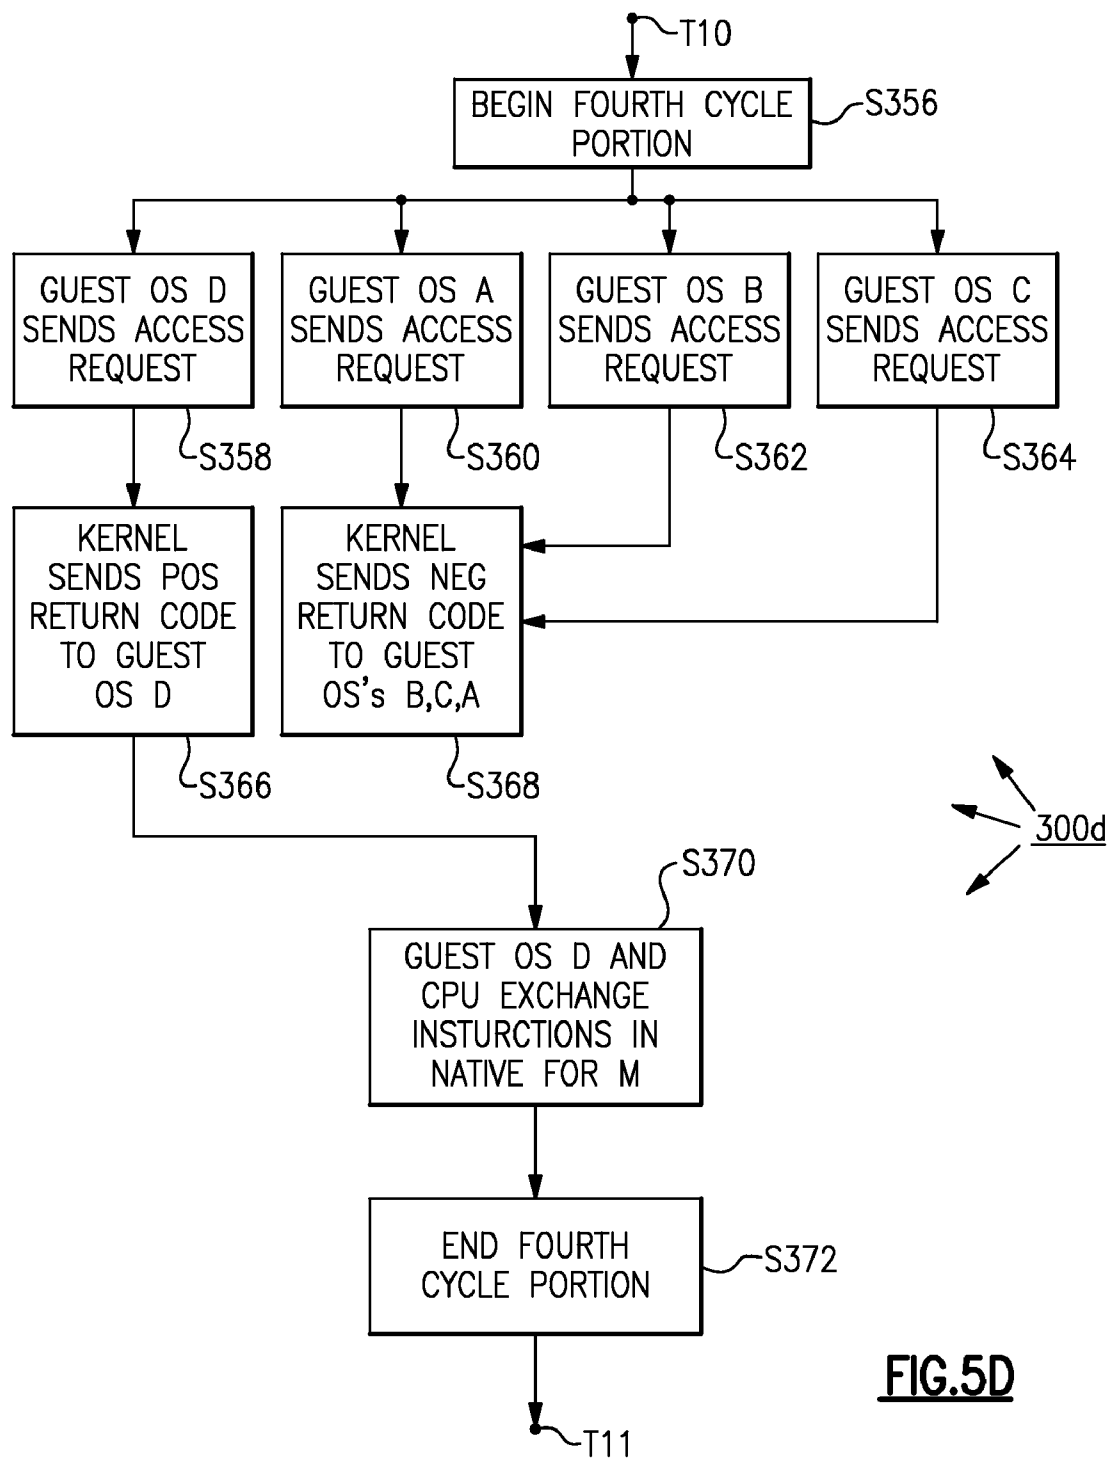 T10
BEGIN FOURTH CYCLE
PORTION
S356
GUEST OS D
SENDS ACCESS
REQUEST
S358
GUEST OS A
SENDS ACCESS
REQUEST
S360
GUEST OS B
SENDS ACCESS
REQUEST
S362
GUEST OS C
SENDS ACCESS
REQUEST
S364
KERNEL
SENDS POS
RETURN CODE
TO GUEST
OS D
S366
KERNEL
SENDS NEG
RETURN CODE
TO GUEST
OS's B,C,A
S368
300d
S370
GUEST OS D AND
CPU EXCHANGE
INSTURCTIONS IN
NATIVE FOR M
END FOURTH
CYCLE PORTION
S372
FIG.5D
T11